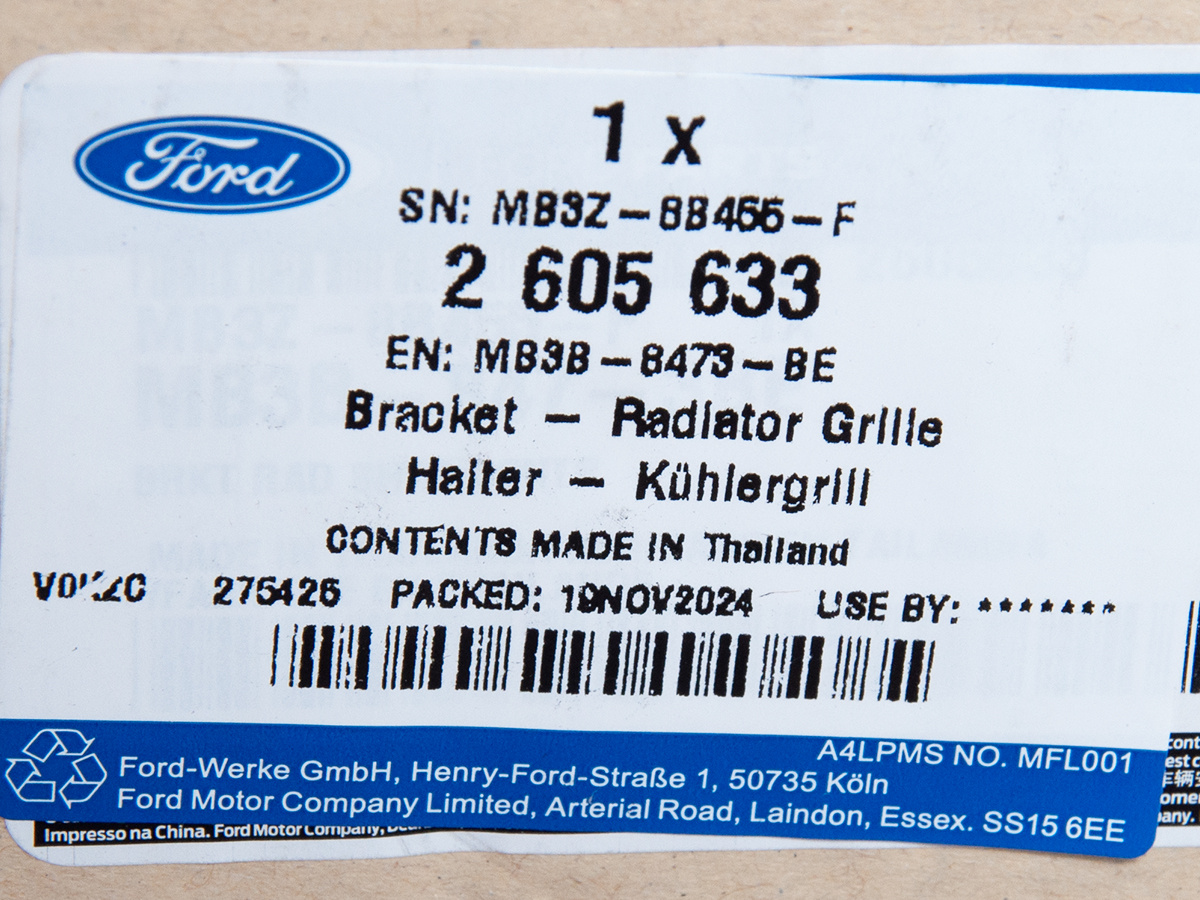 Ford
1 x
SN: MB3Z-8B455-F
2 605 633
EN: MB3B-8473-BE
Bracket - Radiator Grille
Halter - Kühlergrill
CONTENTS MADE IN Thailand
275426 PACKED: 19NOV2024 USE BY: *******
A4LPMS NO. MFL001
Ford-Werke GmbH, Henry-Ford-Straße 1, 50735 Köln
Ford Motor Company Limited, Arterial Road, Laindon, Essex. SS15 6EE
Impresso na China. Ford Motor Company,